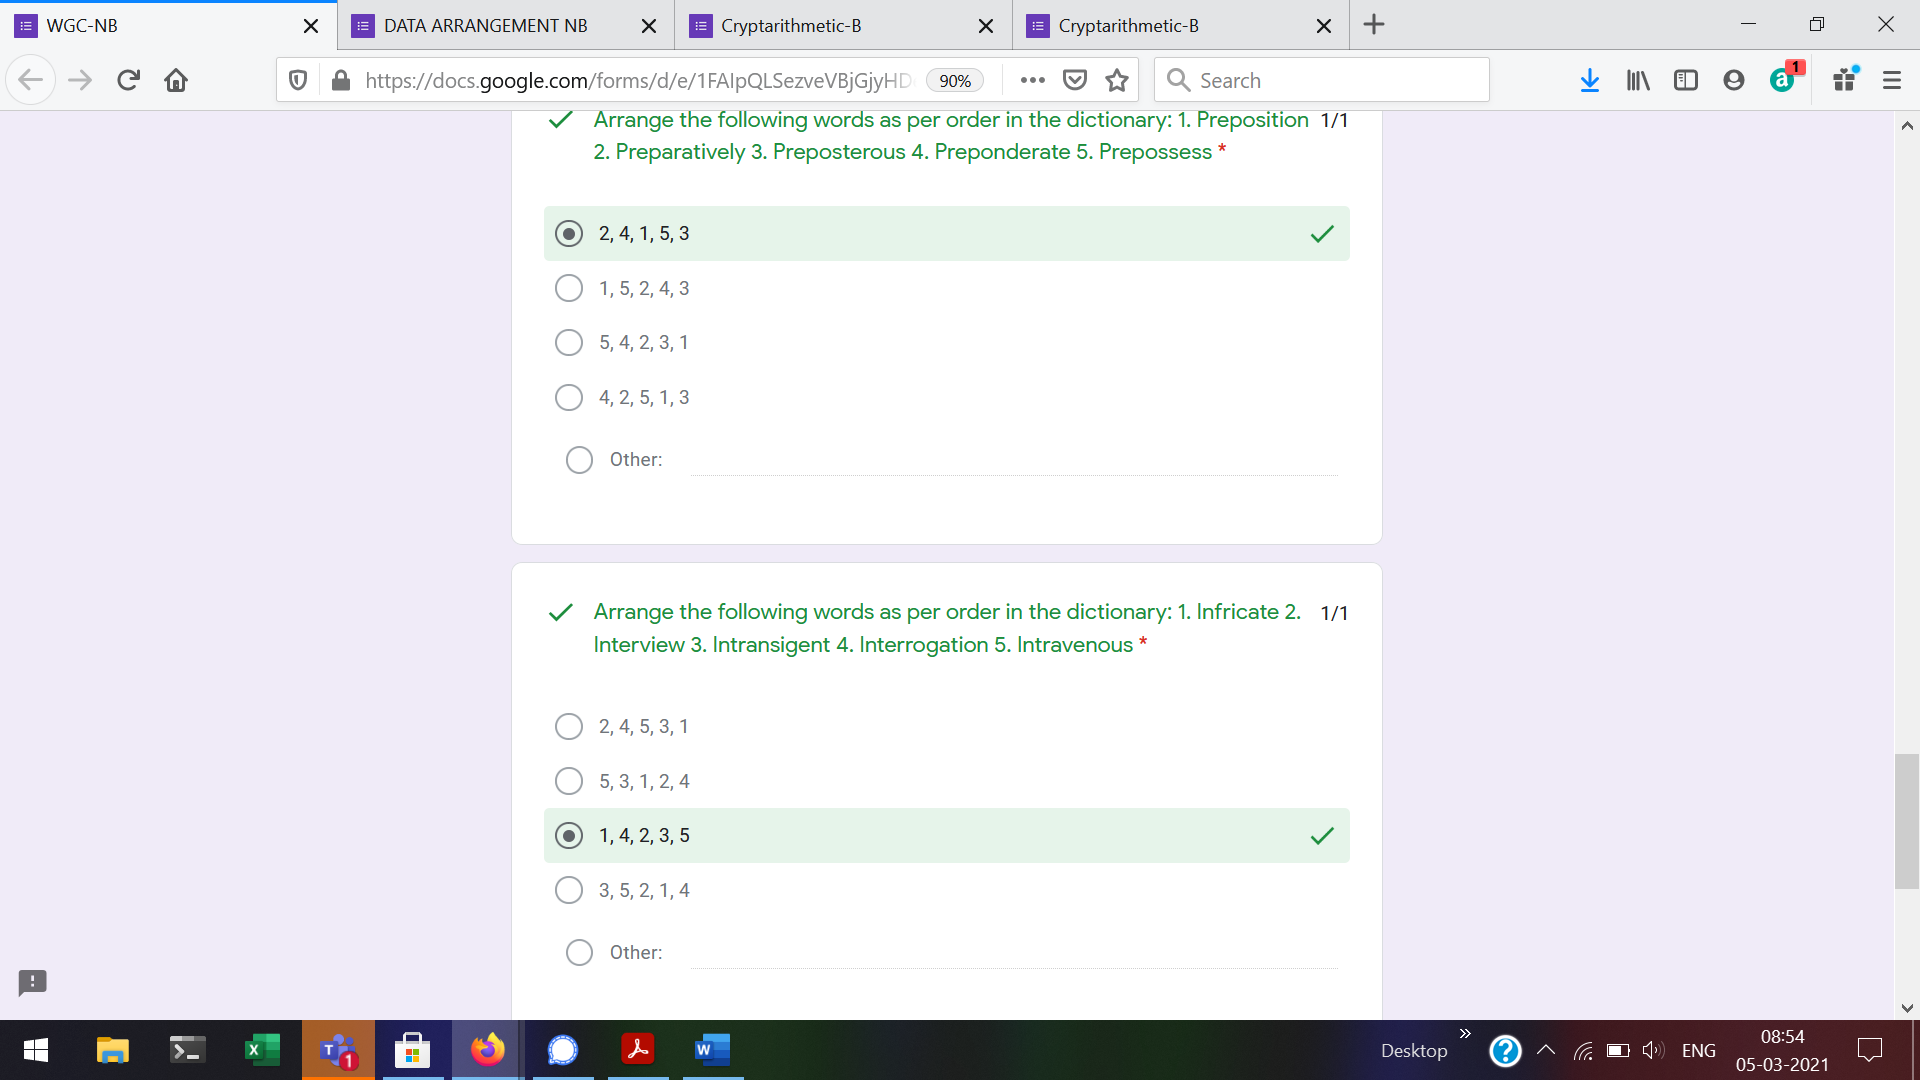 WGC-NB
DATA ARRANGEMENT NB
Cryptarithmetic-B
Cryptarithmetic-B
https://docs.google.com/forms/d/e/1FAIpQLSezveVBjGjyHD
90%
Search
1
Arrange the following words as per order in the dictionary: 1. Preposition 1/1
2. Preparatively 3. Preposterous 4. Preponderate 5. Prepossess *
2, 4, 1, 5, 3
1, 5, 2, 4, 3
5, 4, 2, 3, 1
4, 2, 5, 1, 3
Other:
Arrange the following words as per order in the dictionary: 1. Infricate 2. 1/1
Interview 3. Intransigent 4. Interrogation 5. Intravenous *
2, 4, 5, 3, 1
5, 3, 1, 2, 4
1, 4, 2, 3, 5
3, 5, 2, 1, 4
Other:
Desktop
ENG
08:54
05-03-2021